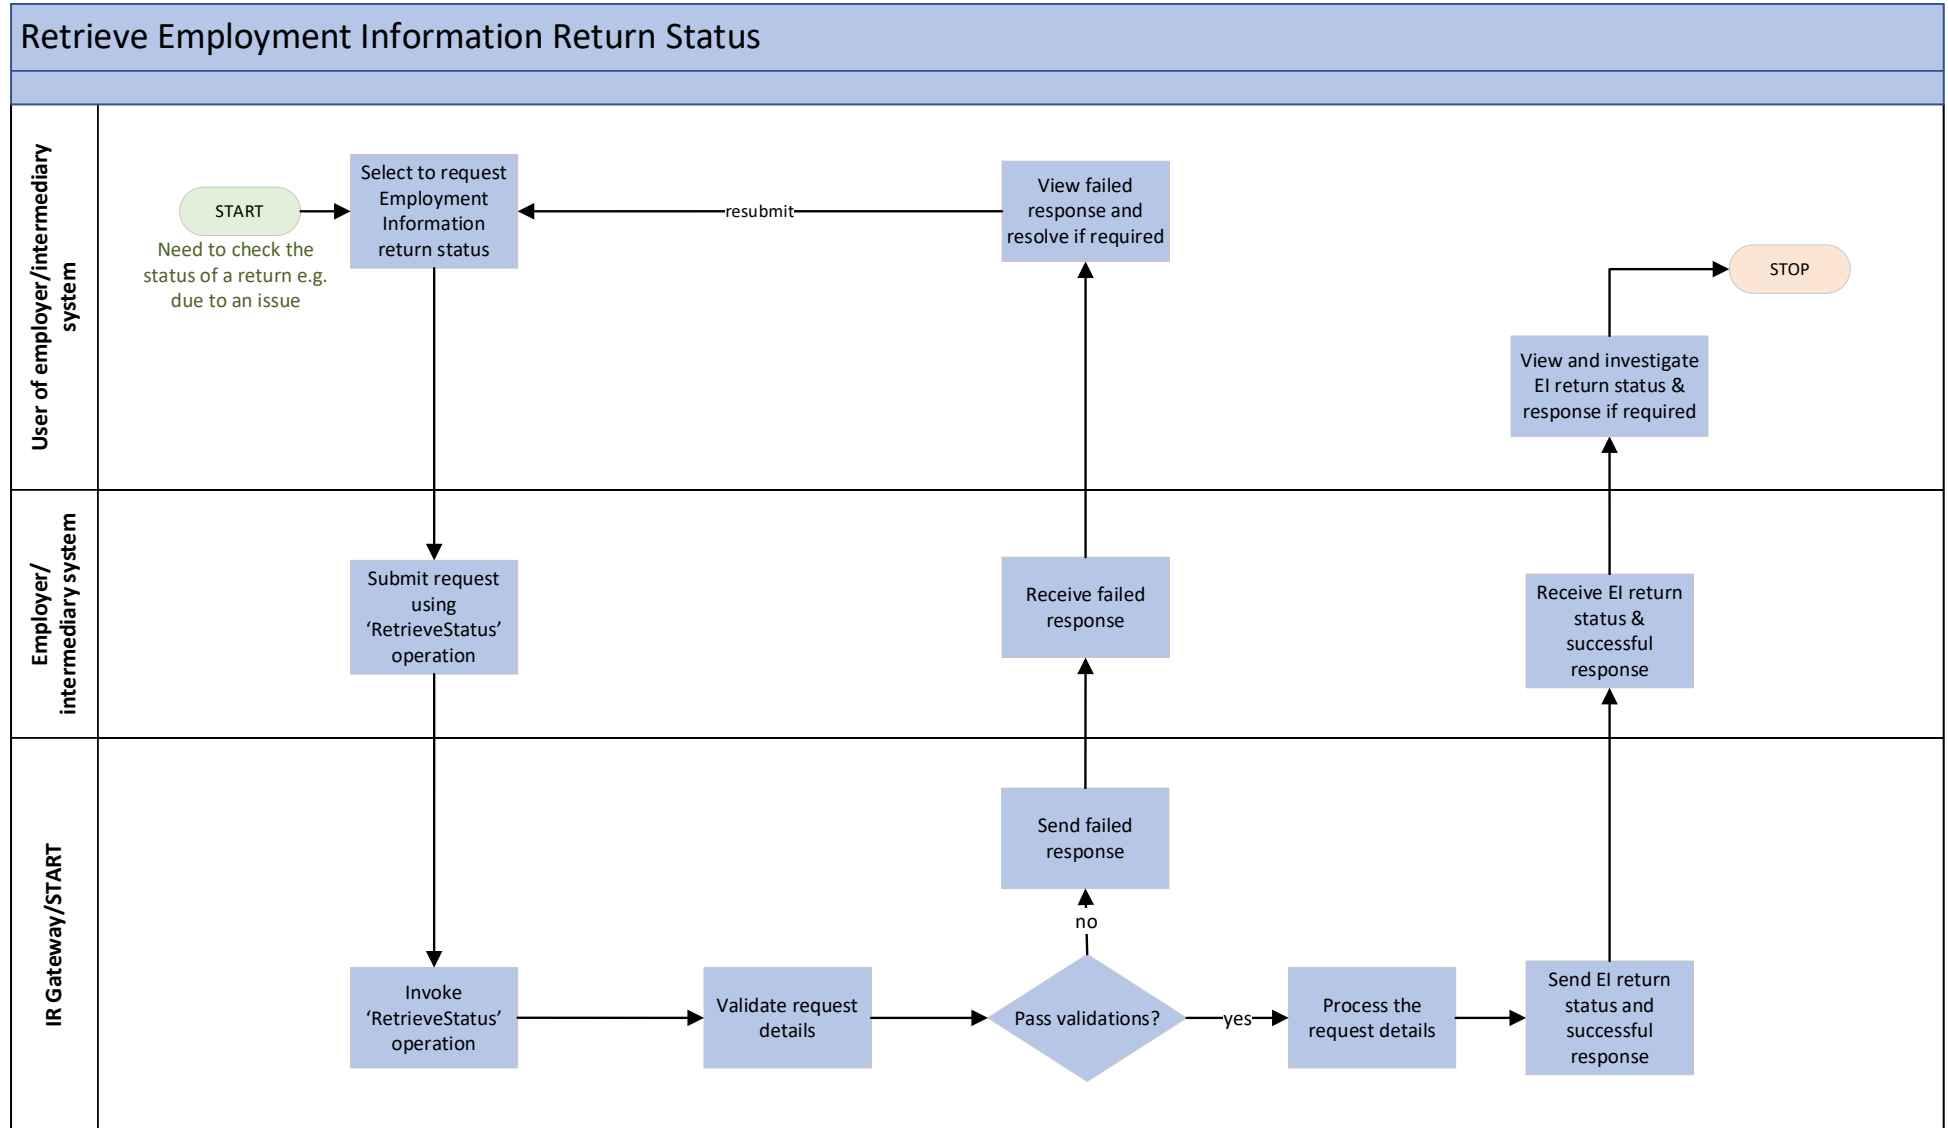 Retrieve Employment Information Return Status
User of employer/intermediary
system
START
Need to check the
status of a return e.g.
due to an issue
Select to request
Employment
Information
return status
resubmit
View failed
response and
resolve if required
STOP
View and investigate
EI return status &
response if required
Employer/
intermediary system
Submit request
using
‘RetrieveStatus’
operation
Receive failed
response
Receive EI return
status &
successful
response
IR Gateway/START
Send failed
response
no
Invoke
‘RetrieveStatus’
operation
Validate request
details
Pass validations?
yes
Process the
request details
Send EI return
status and
successful
response